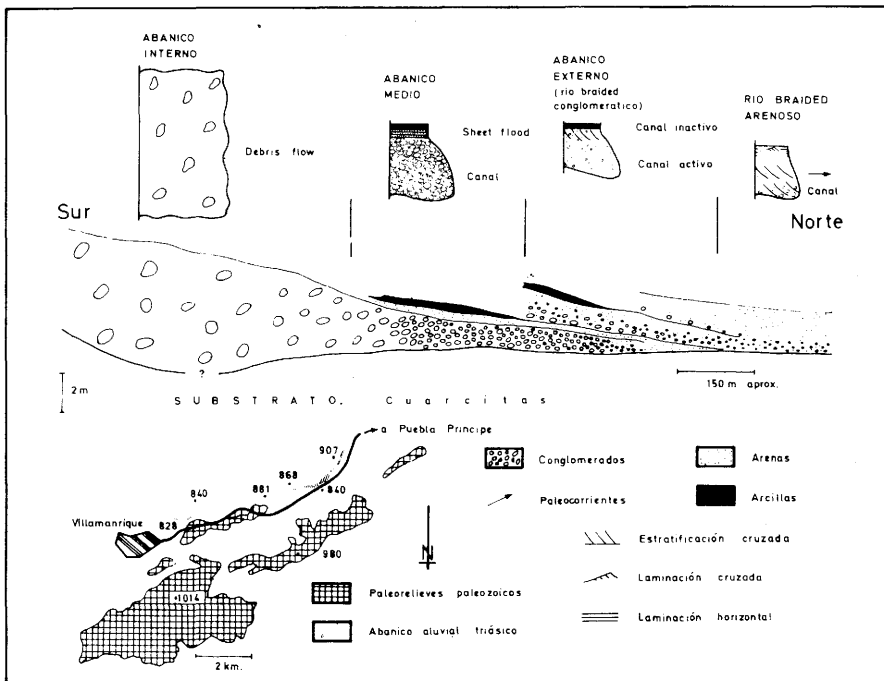 ABANICO
INTERNO
Debris flow
ABANICO
MEDIO
Sheet flood
Canal
ABANICO
EXTERNO
(rio braided
conglomeratico)
Canal inactivo
Canal activo
RIO BRAIDED
ARENOSO
Canal
Sur
Norte
?
2 m
150 m aprox.
SUBSTRATO. Cuarcitas
a Puebla Principe
907
868
881
840
840
828
Villamanrique
980
1014
2 km.
N
Conglomerados
Arenas
Paleocorrientes
Arcillas
Estratificación cruzada
Laminación cruzada
Laminación horizontal
Paleorelieves paleozoicos
Abanico aluvial triásico